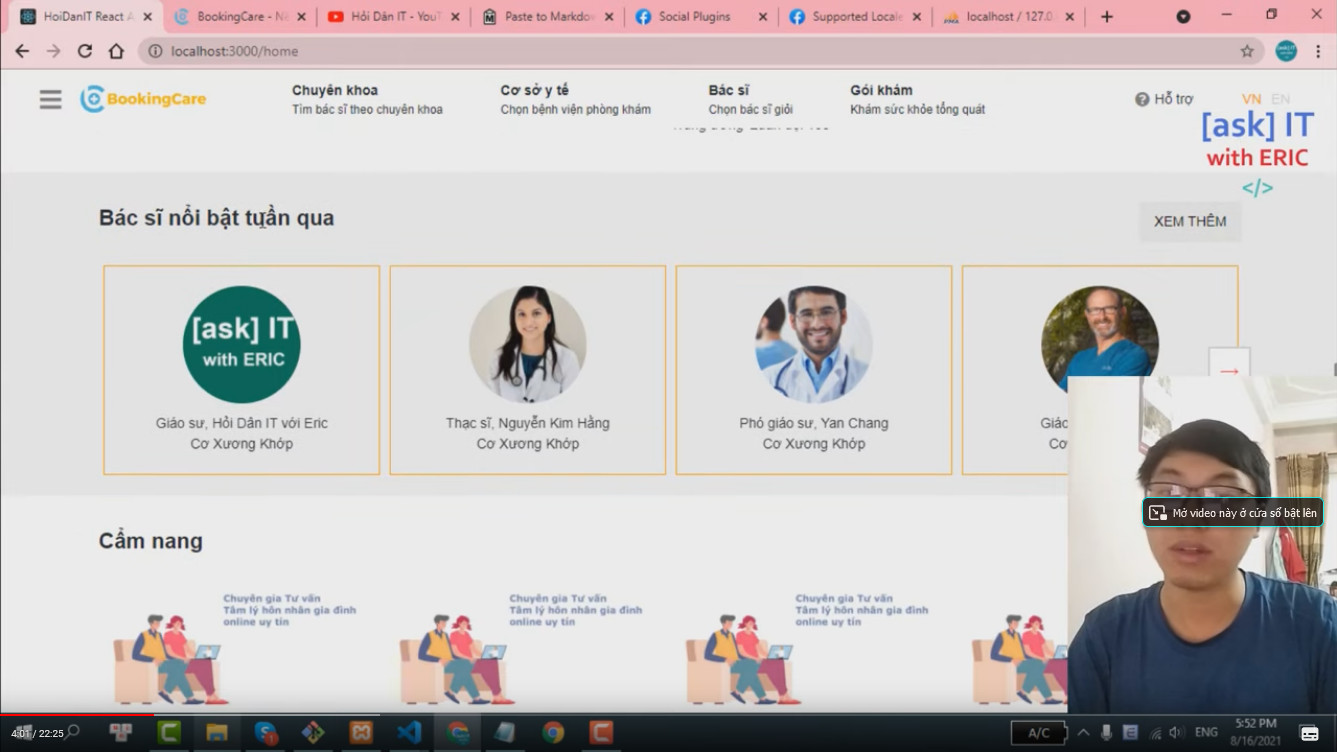 HoiDanIT React A
BookingCare - N
Hỏi Dân IT - YouT
Paste to Markdow
Social Plugins
Supported Locale
localhost / 127.0.
localhost:3000/home
BookingCare
Chuyên khoa
Tìm bác sĩ theo chuyên khoa
Cơ sở y tế
Chọn bệnh viện phòng khám
Bác sĩ
Chọn bác sĩ giỏi
Gói khám
Khám sức khỏe tổng quát
Hỗ trợ
VN EN
[ask] IT
with ERIC
</>
Bác sĩ nổi bật tuần qua
XEM THÊM
[ask] IT
with ERIC
Giáo sư, Hỏi Dân IT với Eric
Cơ Xương Khớp
Thạc sĩ, Nguyễn Kim Hằng
Cơ Xương Khớp
Phó giáo sư, Yan Chang
Cơ Xương Khớp
Giáo
Cơ
Mở video này ở cửa sổ bật lên
Cẩm nang
Chuyên gia Tư vấn
Tâm lý hôn nhân gia đình
online uy tín
Chuyên gia Tư vấn
Tâm lý hôn nhân gia đình
online uy tín
Chuyên gia Tư vấn
Tâm lý hôn nhân gia đình
online uy tín
4:01 / 22:25
A/C
ENG
5:52 PM
8/16/2021